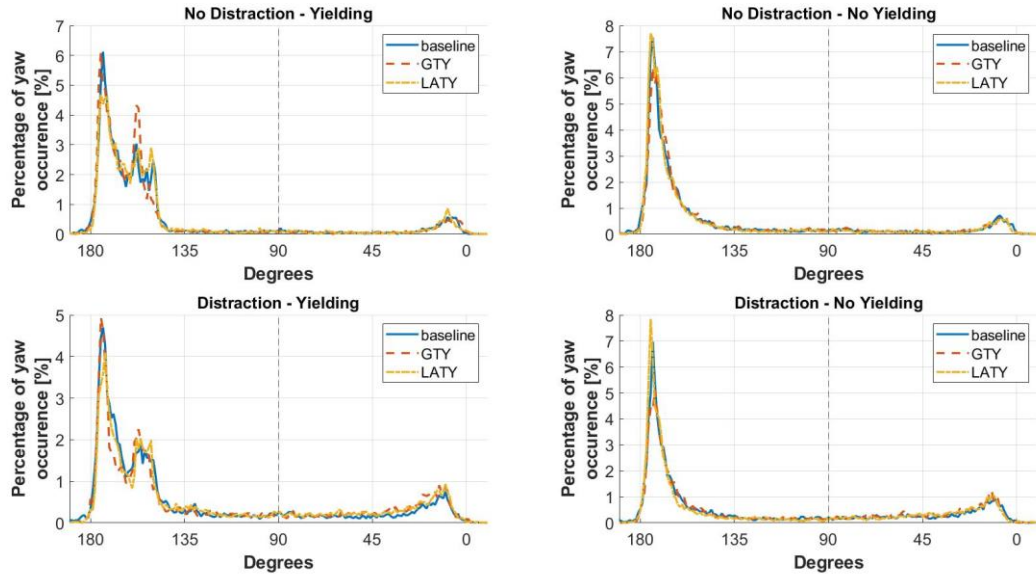 No Distraction - Yielding
Percentage of yaw
occurence [%]
7
6
5
4
3
2
1
0
baseline
GTY
LATY
180 135 90 45 0
Degrees
No Distraction - No Yielding
Percentage of yaw
occurence [%]
8
7
6
5
4
3
2
1
0
baseline
GTY
LATY
180 135 90 45 0
Degrees
Distraction - Yielding
Percentage of yaw
occurence [%]
5
4
3
2
1
0
baseline
GTY
LATY
180 135 90 45 0
Degrees
Distraction - No Yielding
Percentage of yaw
occurence [%]
8
7
6
5
4
3
2
1
0
baseline
GTY
LATY
180 135 90 45 0
Degrees